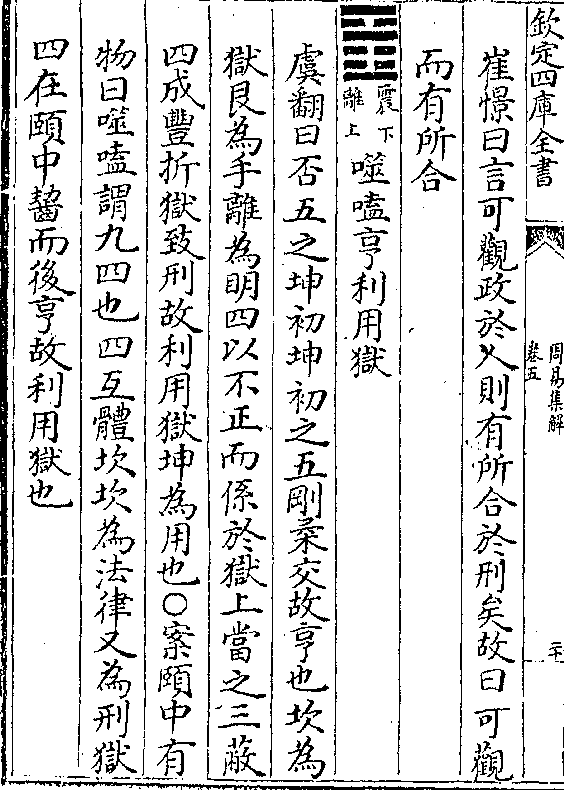 欽定四庫全書
周易集解
卷五
二十
崔憬曰言可觀政於人則有所合於刑矣故曰可觀
而有所合
震下
離上
噬嗑亨利用獄
虞翻曰否五之坤初坤初之五剛柔交故亨也坎為
獄艮為手離為明四以不正而係於獄上當之三蔽
四成豐折獄致刑故利用獄坤為用也〇案頤中有
物曰噬嗑謂九四也四互體坎坎為法律又為刑獄
四在頤中齧而後亨故利用獄也